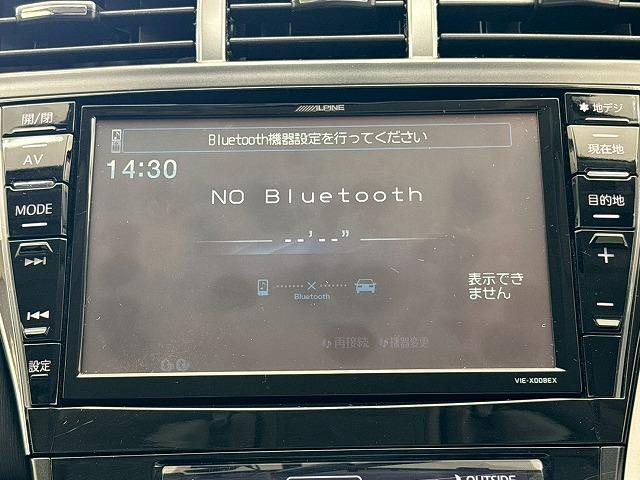 ALPINE
開/閉
AV
MODE
設定
Bluetooth機器設定を行ってください
14:30
NO Bluetooth
--'--"
Bluetooth
表示でき
ません
再接続
機器変更
VIE-X008EX
地デジ
現在地
目的地
OUTSIDE